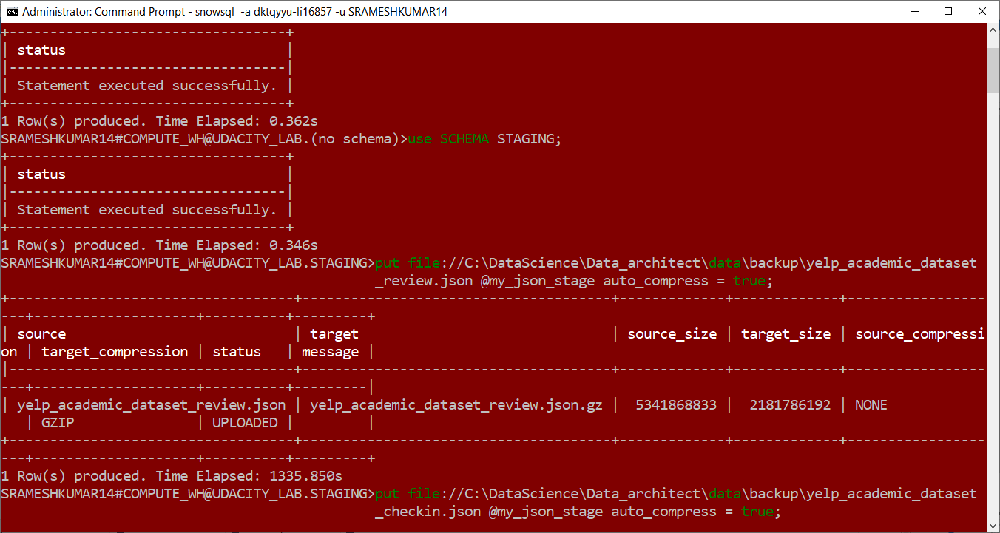 Administrator: Command Prompt - snowsql  -a dktqyyu-li16857 -u SRAMESHKUMAR14
+----------------------------------+
| status                           |
|----------------------------------|
| Statement executed successfully. |
+----------------------------------+
1 Row(s) produced. Time Elapsed: 0.362s
SRAMESHKUMAR14#COMPUTE_WH@UDACITY_LAB.(no schema)>use SCHEMA STAGING;
+----------------------------------+
| status                           |
|----------------------------------|
| Statement executed successfully. |
+----------------------------------+
1 Row(s) produced. Time Elapsed: 0.346s
SRAMESHKUMAR14#COMPUTE_WH@UDACITY_LAB.STAGING>put file://C:\DataScience\Data_architect\data\backup\yelp_academic_dataset
_review.json @my_json_stage auto_compress = true;
+-----------------------------------+--------------------------------------+-------------+-------------+-----------------
---+--------------------+----------+---------+
| source                            | target                               | source_size | target_size | source_compressi
on | target_compression | status   | message |
|-----------------------------------+--------------------------------------+-------------+-------------+-----------------
---+--------------------+----------+---------|
| yelp_academic_dataset_review.json | yelp_academic_dataset_review.json.gz |  5341868833 |  2181786192 | NONE
   | GZIP               | UPLOADED |         |
+-----------------------------------+--------------------------------------+-------------+-------------+-----------------
---+--------------------+----------+---------+
1 Row(s) produced. Time Elapsed: 1335.850s
SRAMESHKUMAR14#COMPUTE_WH@UDACITY_LAB.STAGING>put file://C:\DataScience\Data_architect\data\backup\yelp_academic_dataset
_checkin.json @my_json_stage auto_compress = true;